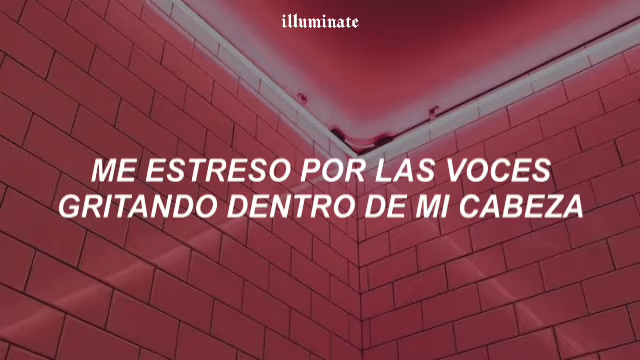 illuminate
ME ESTRESO POR LAS VOCES
GRITANDO DENTRO DE MI CABEZA